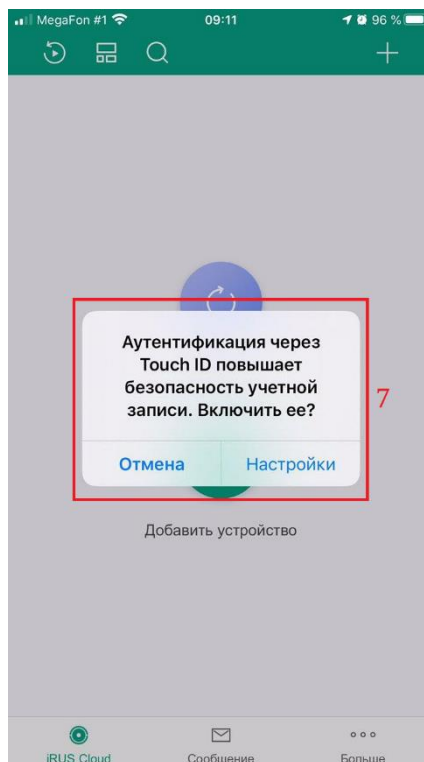 MegaFon #1 09:11 96 %
Аутентификация через
Touch ID повышает
безопасность учетной
записи. Включить ее?
7
Отмена Настройки
Добавить устройство
iRUS Cloud Сообщение Больше